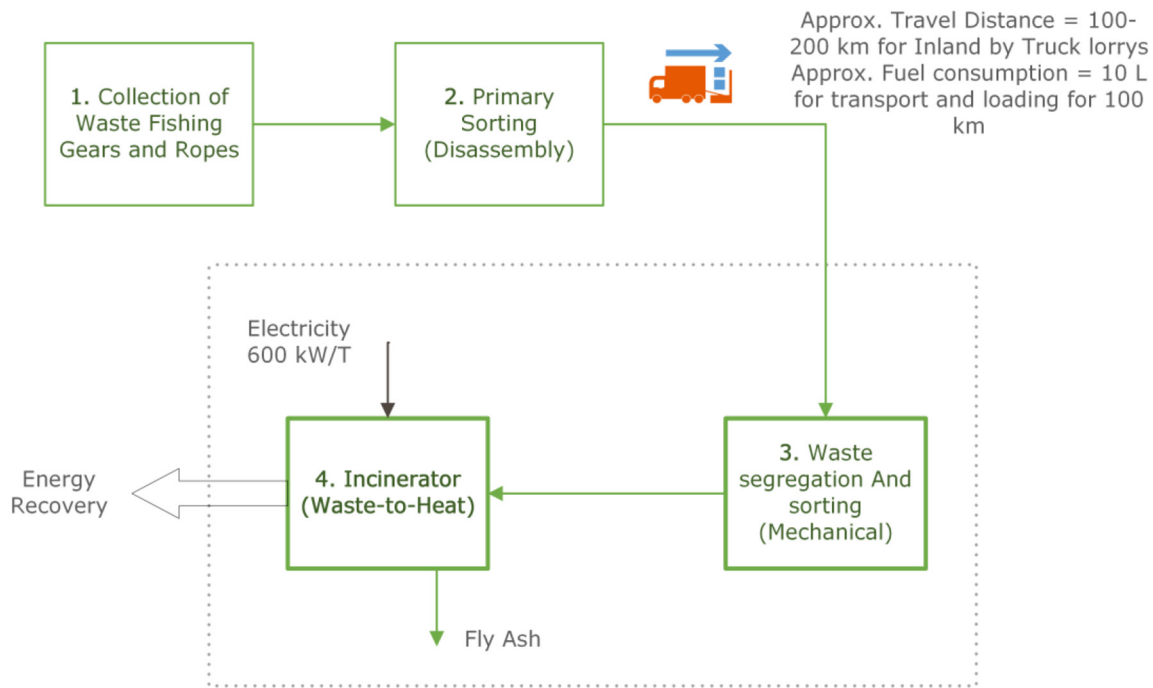 Approx. Travel Distance = 100-
200 km for Inland by Truck lorrys
Approx. Fuel consumption = 10 L
for transport and loading for 100
km
1. Collection of
Waste Fishing
Gears and Ropes
2. Primary
Sorting
(Disassembly)
Electricity
600 kW/T
3. Waste
segregation And
sorting
(Mechanical)
4. Incinerator
(Waste-to-Heat)
Energy
Recovery
Fly Ash